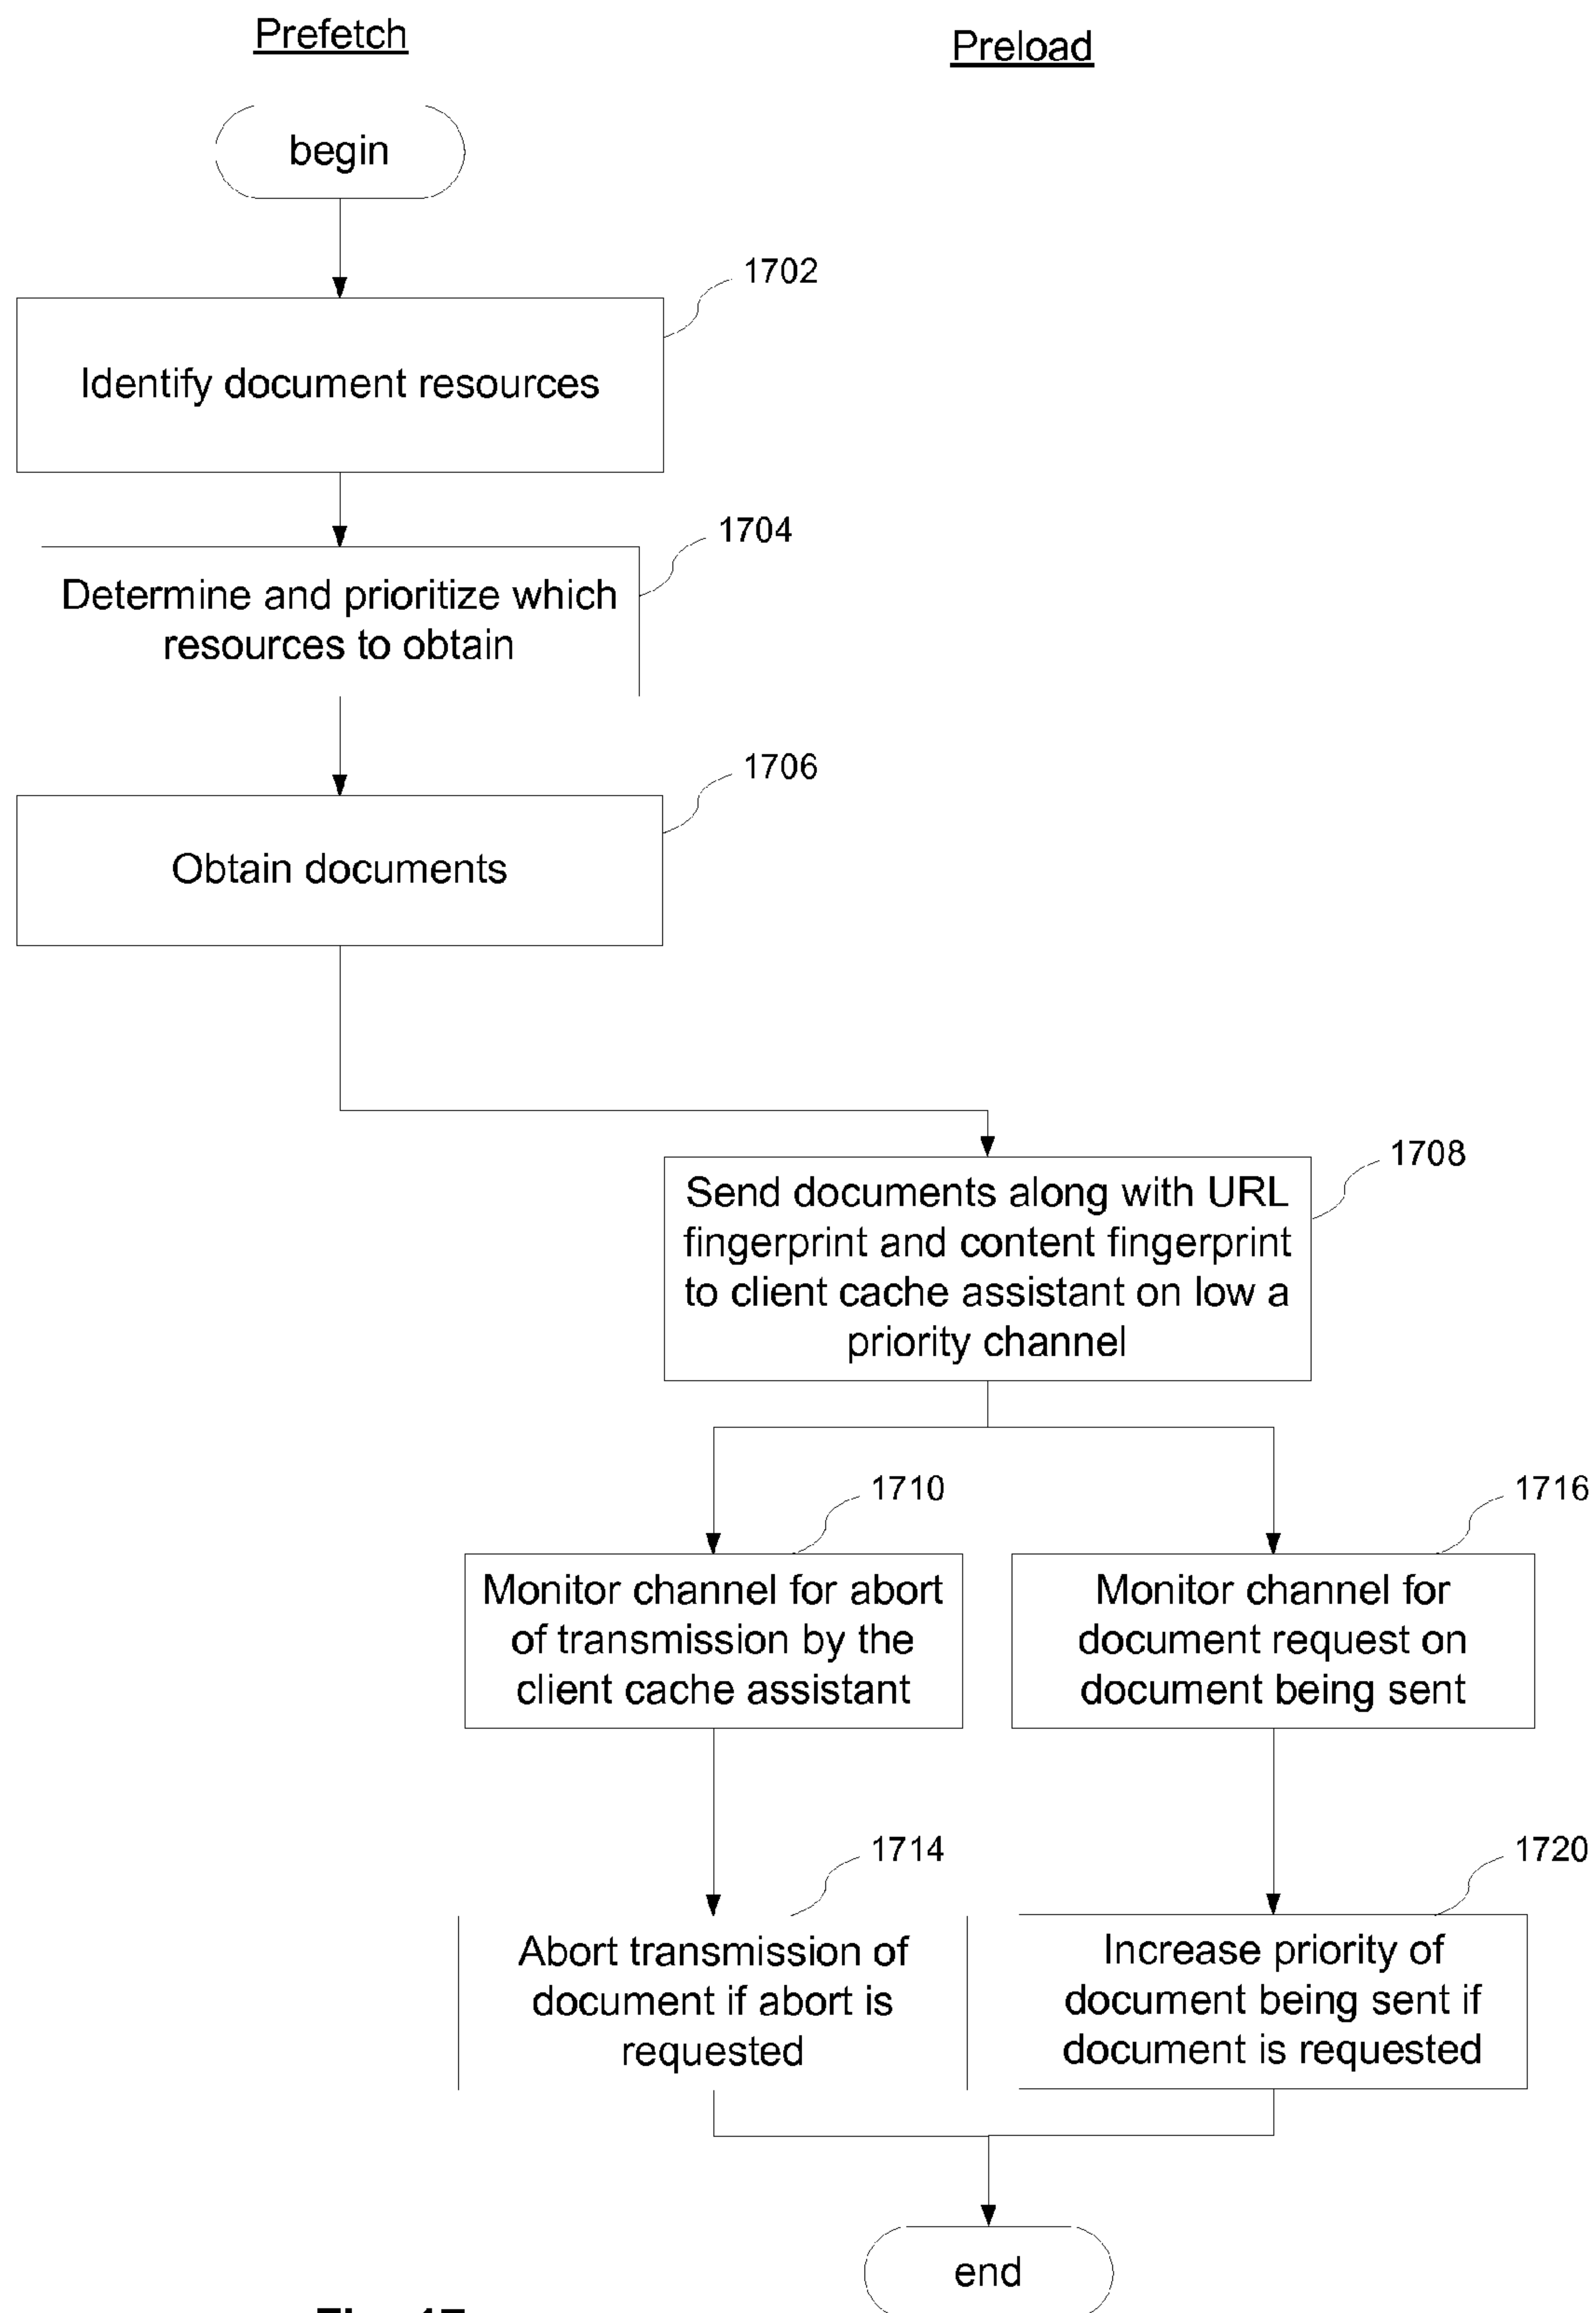 Prefetch
Preload
begin
1702
Identify document resources
1704
Determine and prioritize which
resources to obtain
1706
Obtain documents
1708
Send documents along with URL
fingerprint and content fingerprint
to client cache assistant on low a
priority channel
1710
1716
Monitor channel for abort
of transmission by the
client cache assistant
Monitor channel for
document request on
document being sent
1714
1720
Abort transmission of
document if abort is
requested
Increase priority of
document being sent if
document is requested
end